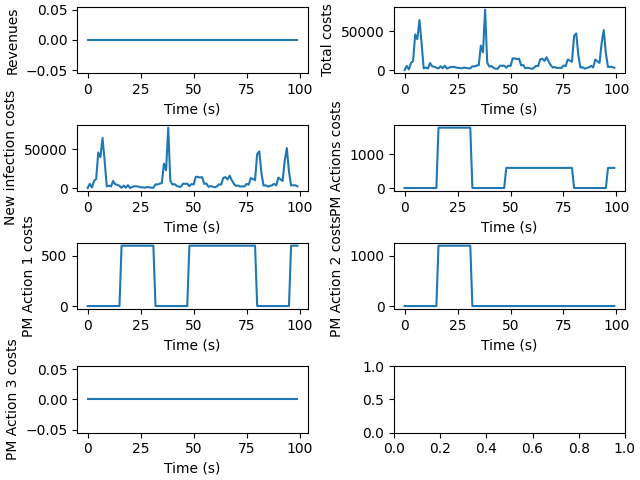 Revenues
0.05
0.00
−0.05
0 25 50 75 100
Time (s)
Total costs
50000
0
0 25 50 75 100
Time (s)
New infection costs
50000
0
0 25 50 75 100
Time (s)
PM Actions costs
1000
0
0 25 50 75 100
Time (s)
PM Action 1 costs
500
0
0 25 50 75 100
Time (s)
PM Action 2 costs
1000
0
0 25 50 75 100
Time (s)
PM Action 3 costs
0.05
0.00
−0.05
0 25 50 75 100
Time (s)
1.0
0.5
0.0
0.0 0.2 0.4 0.6 0.8 1.0